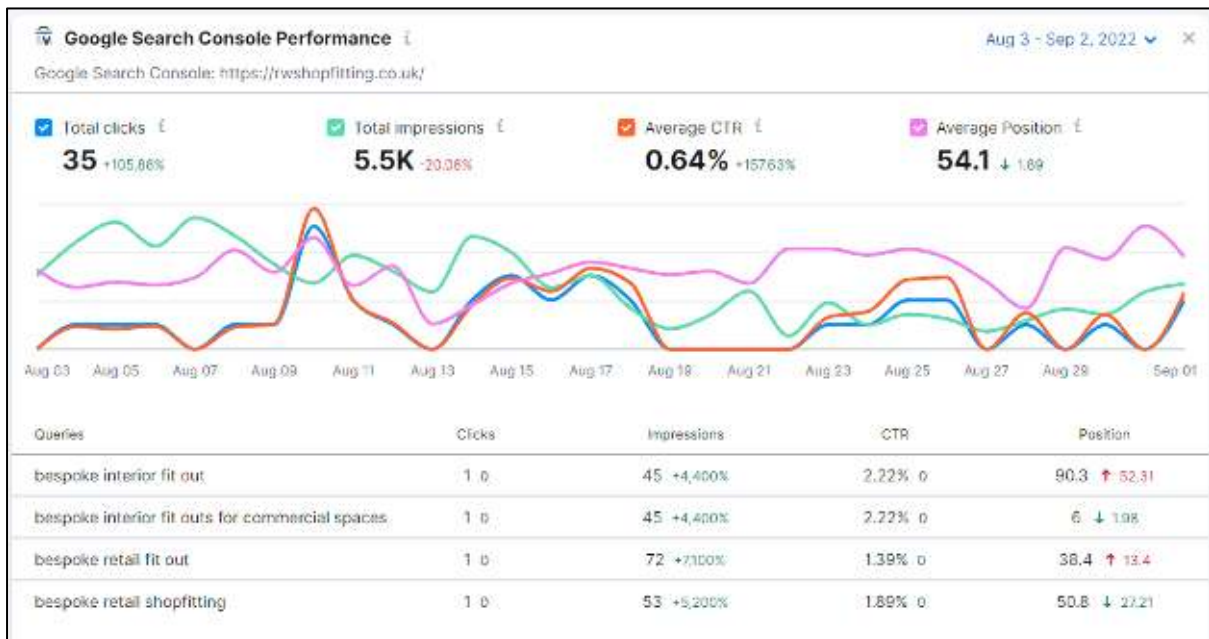 Google Search Console Performance i
Aug 3 - Sep 2, 2022
Google Search Console: https://rwshopfitting.co.uk/
Total clicks i
35 +105,88%
Total impressions i
5.5K -20,08%
Average CTR i
0.64% +157,63%
Average Position i
54.1 ↓ 1.69
Aug 03 Aug 05 Aug 07 Aug 09 Aug 11 Aug 13 Aug 15 Aug 17 Aug 19 Aug 21 Aug 23 Aug 25 Aug 27 Aug 29 Sep 01
Queries Clicks Impressions CTR Position
bespoke interior fit out 1 0 45 +4,400% 2.22% 0 90.3 ↑ 52.31
bespoke interior fit outs for commercial spaces 1 0 45 +4,400% 2.22% 0 6 ↓ 1.98
bespoke retail fit out 1 0 72 +7,100% 1.39% 0 38.4 ↑ 13.4
bespoke retail shopfitting 1 0 53 +5,200% 1.89% 0 50.8 ↓ 27.21